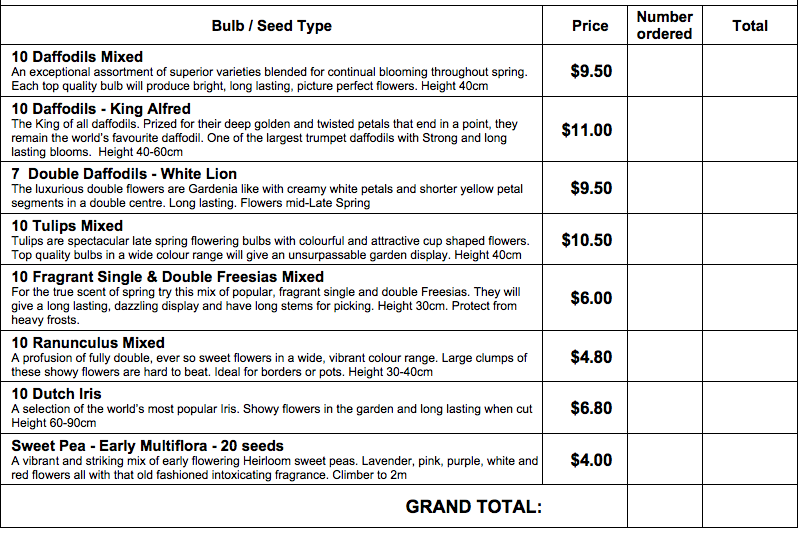 Bulb / Seed Type Price Number ordered Total
10 Daffodils Mixed
An exceptional assortment of superior varieties blended for continual blooming throughout spring.
Each top quality bulb will produce bright, long lasting, picture perfect flowers. Height 40cm
$9.50
10 Daffodils - King Alfred
The King of all daffodils. Prized for their deep golden and twisted petals that end in a point, they
remain the world's favourite daffodil. One of the largest trumpet daffodils with Strong and long
lasting blooms. Height 40-60cm
$11.00
7 Double Daffodils - White Lion
The luxurious double flowers are Gardenia like with creamy white petals and shorter yellow petal
segments in a double centre. Long lasting. Flowers mid-Late Spring
$9.50
10 Tulips Mixed
Tulips are spectacular late spring flowering bulbs with colourful and attractive cup shaped flowers.
Top quality bulbs in a wide colour range will give an unsurpassable garden display. Height 40cm
$10.50
10 Fragrant Single & Double Freesias Mixed
For the true scent of spring try this mix of popular, fragrant single and double Freesias. They will
give a long lasting, dazzling display and have long stems for picking. Height 30cm. Protect from
heavy frosts.
$6.00
10 Ranunculus Mixed
A profusion of fully double, ever so sweet flowers in a wide, vibrant colour range. Large clumps of
these showy flowers are hard to beat. Ideal for borders or pots. Height 30-40cm
$4.80
10 Dutch Iris
A selection of the world's most popular Iris. Showy flowers in the garden and long lasting when cut
Height 60-90cm
$6.80
Sweet Pea - Early Multiflora - 20 seeds
A vibrant and striking mix of early flowering Heirloom sweet peas. Lavender, pink, purple, white and
red flowers all with that old fashioned intoxicating fragrance. Climber to 2m
$4.00
GRAND TOTAL: